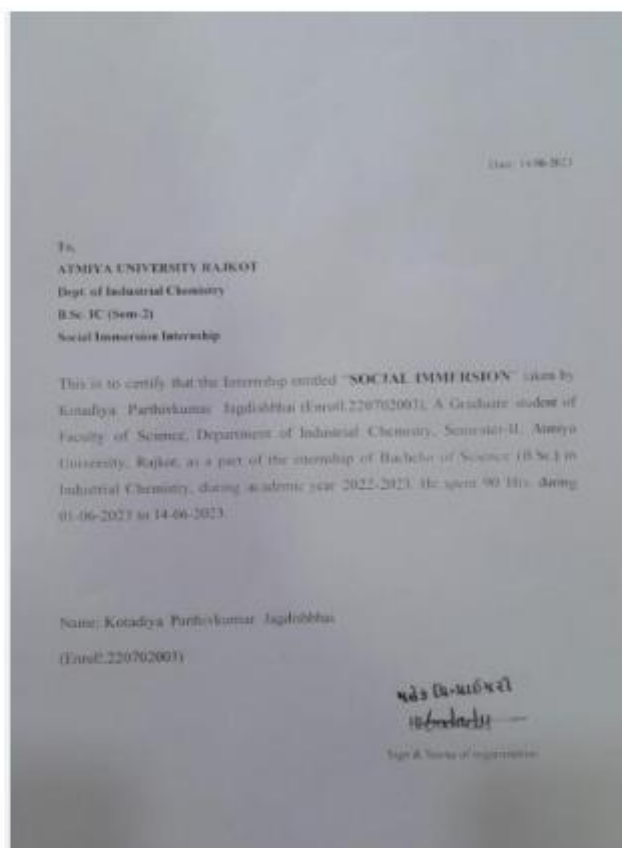 Date: 14-06-2023
To,
ATMIYA UNIVERSITY RAJKOT
Dept. of Industrial Chemistry
B.Sc. IC (Sem-2)
Social Immersion Internship
This is to certify that the Internship entitled "SOCIAL IMMERSION" taken by
Kotadiya Parthivkumar Jagdishbhai (Enroll.220702003), A Graduate student of
Faculty of Science, Department of Industrial Chemistry, Semester-II, Atmiya
University, Rajkot, as a part of the internship of Bachelor of Science (B.Sc.) in
Industrial Chemistry, during academic year 2022-2023. He spent 90 Hrs. during
01-06-2023 to 14-06-2023.
Name: Kotadiya Parthivkumar Jagdishbhai
(Enroll:220702003)
Sign & Stamp of organization